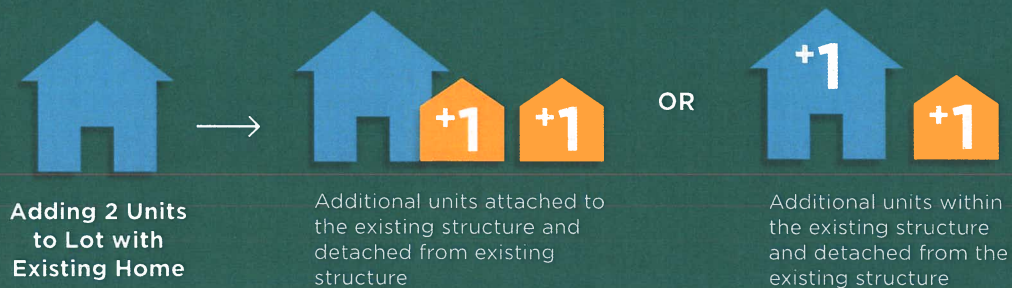 +1
+1
OR
+1
+1
Adding 2 Units
to Lot with
Existing Home
Additional units attached to
the existing structure and
detached from existing
structure
Additional units within
the existing structure
and detached from the
existing structure